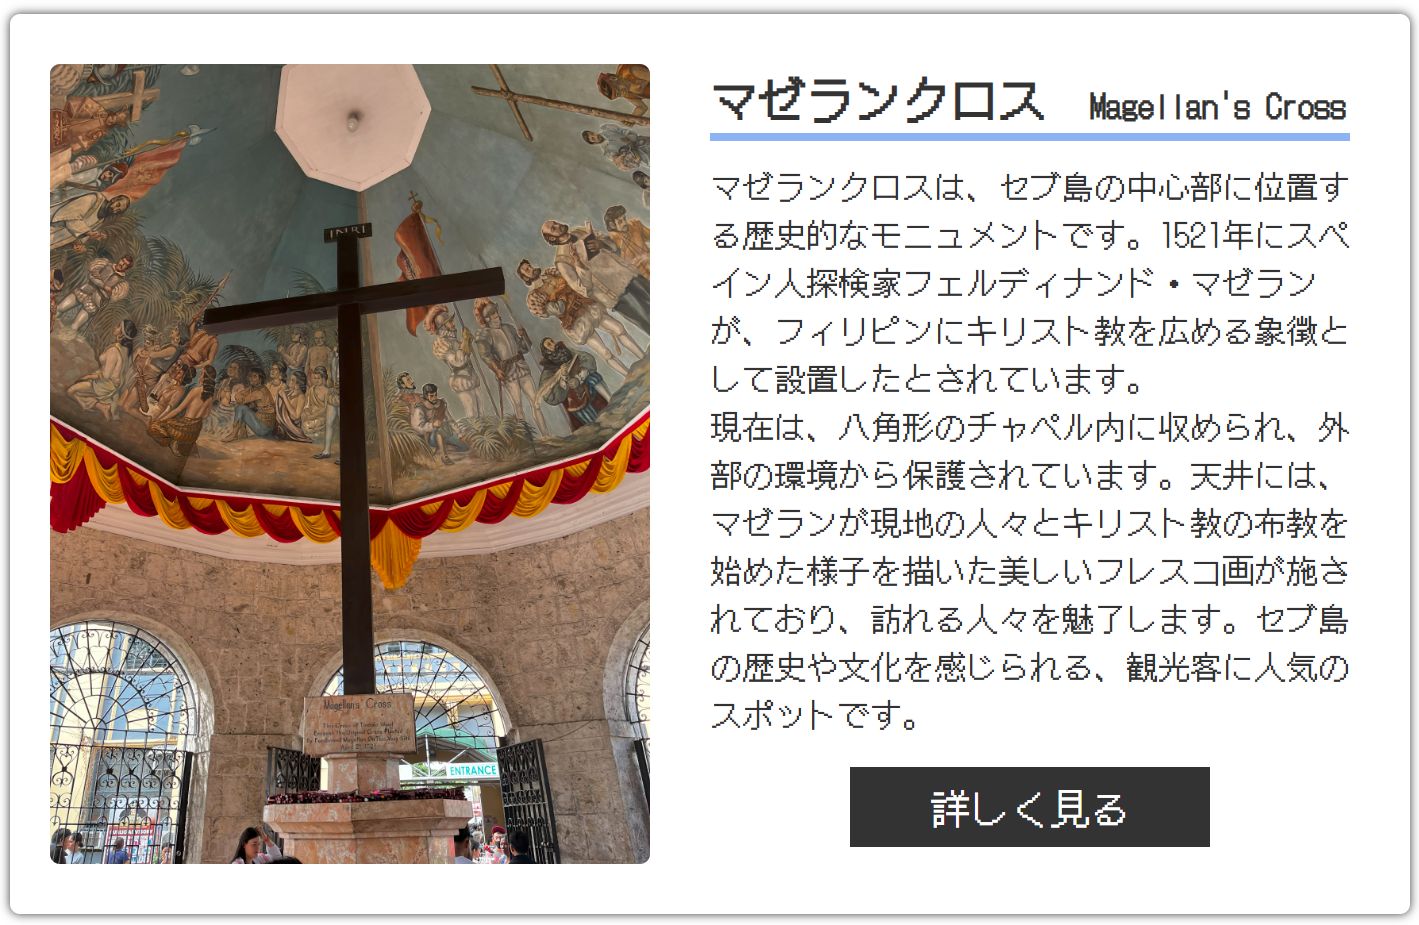 マゼランクロス Magellan's Cross
マゼランクロスは、セブ島の中心部に位置す
る歴史的なモニュメントです。1521年にスペ
イン人探検家フェルディナンド・マゼラン
が、フィリピンにキリスト教を広める象徴と
して設置したとされています。
現在は、八角形のチャペル内に収められ、外
部の環境から保護されています。天井には、
マゼランが現地の人々とキリスト教の布教を
始めた様子を描いた美しいフレスコ画が施さ
れており、訪れる人々を魅了します。セブ島
の歴史や文化を感じられる、観光客に人気の
スポットです。
詳しく見る
INRI
Magellan's Cross
This Cross of Tindalo Wood
April 21, 1521
ENTRANCE